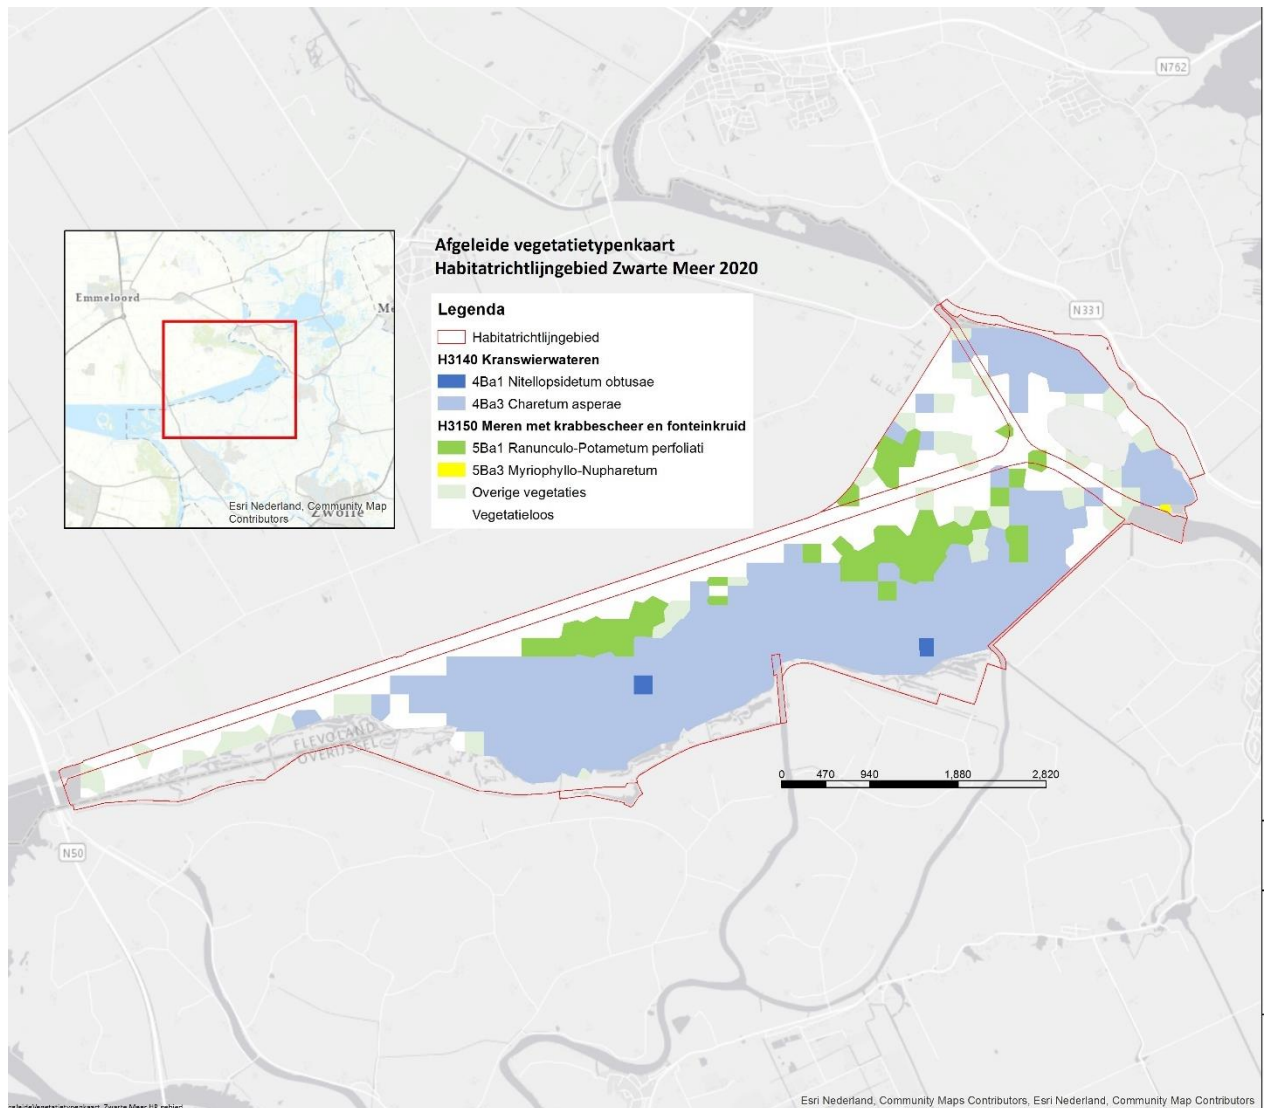 N762
Afgeleide vegetatietypenkaart
Habitatrichtlijngebied Zwarte Meer 2020
Emmeloord
Me
Zwolle
Esri Nederland, Community Map
Contributors
Legenda
Habitatrichtlijngebied
H3140 Kranswierwateren
4Ba1 Nitellopsidetum obtusae
4Ba3 Charetum asperae
H3150 Meren met krabbescheer en fonteinkruid
5Ba1 Ranunculo-Potametum perfoliati
5Ba3 Myriophyllo-Nupharetum
Overige vegetaties
Vegetatieloos
N331
FLEVOLAND
OVERIJSSEL
0 470 940 1,880 2,820
N50
Esri Nederland, Community Maps Contributors, Esri Nederland, Community Map Contributors